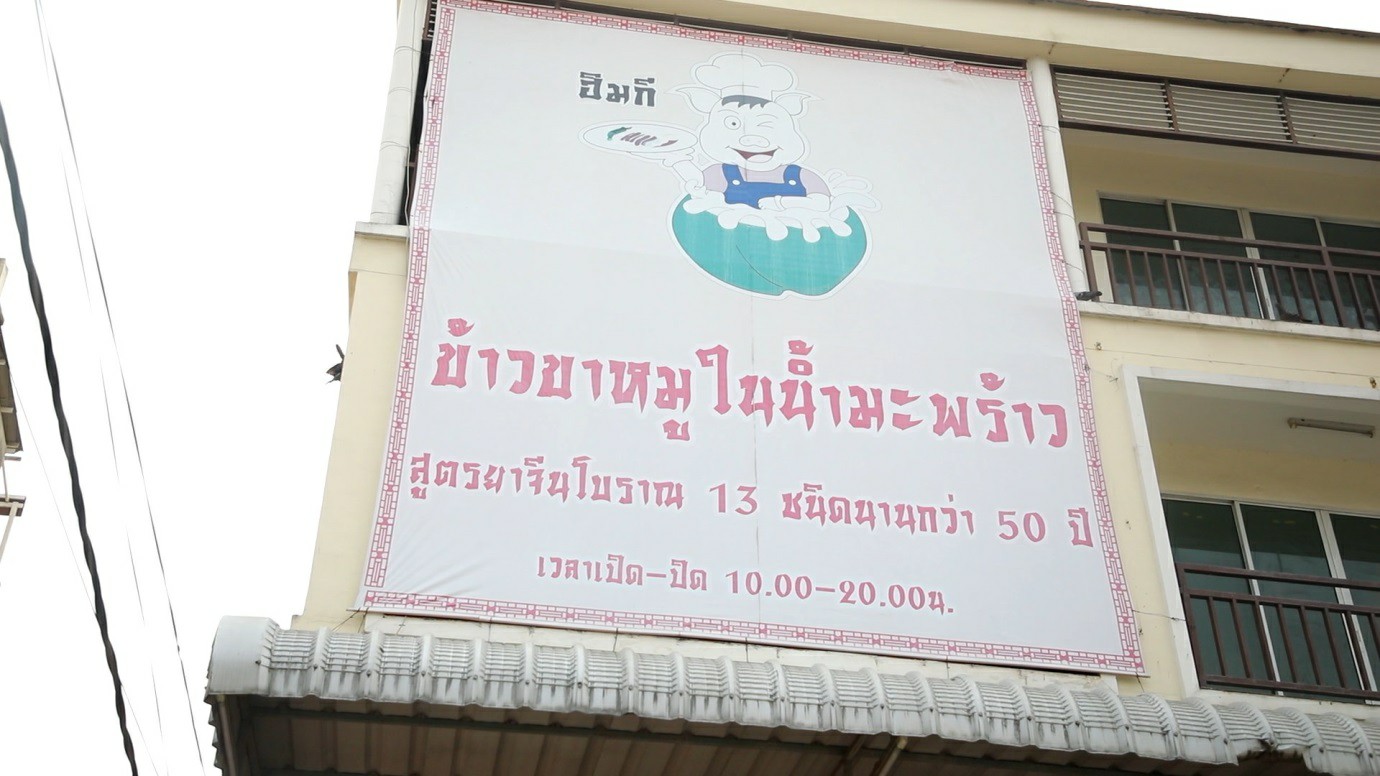 ฮีมกี่
ข้าวขาหมูในน้ำมะพร้าว
สูตรยาจีนโบราณ 13 ชนิดนานกว่า 50 ปี
เวลาเปิด-ปิด 10.00-20.00น.